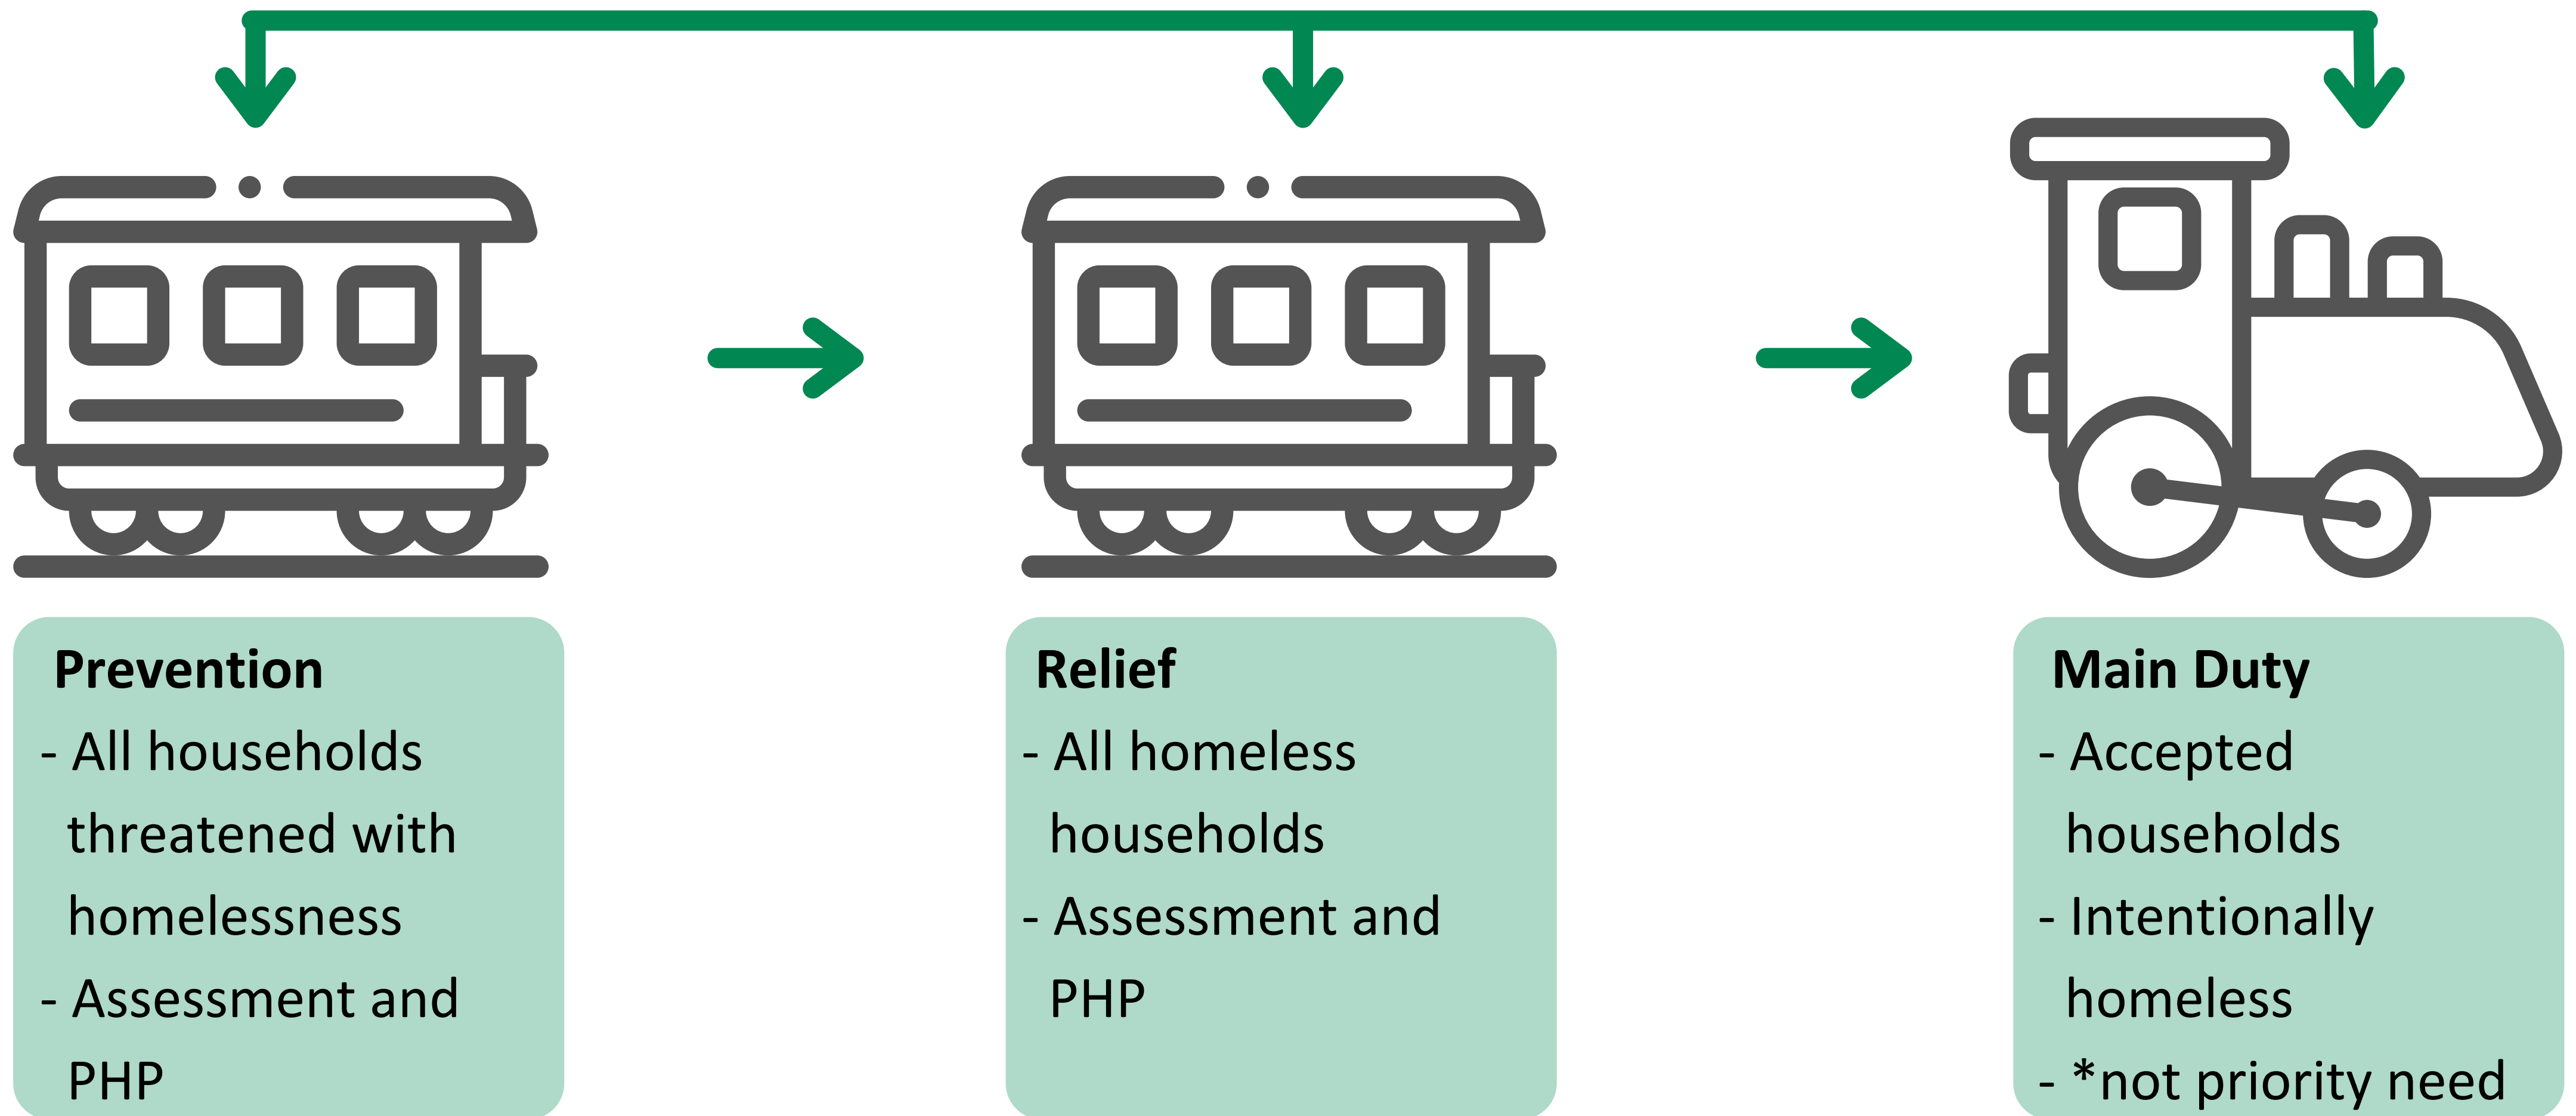 Prevention
- All households
threatened with
homelessness
- Assessment and
PHP
Relief
- All homeless
households
- Assessment and
PHP
Main Duty
- Accepted
households
- Intentionally
homeless
- *not priority need